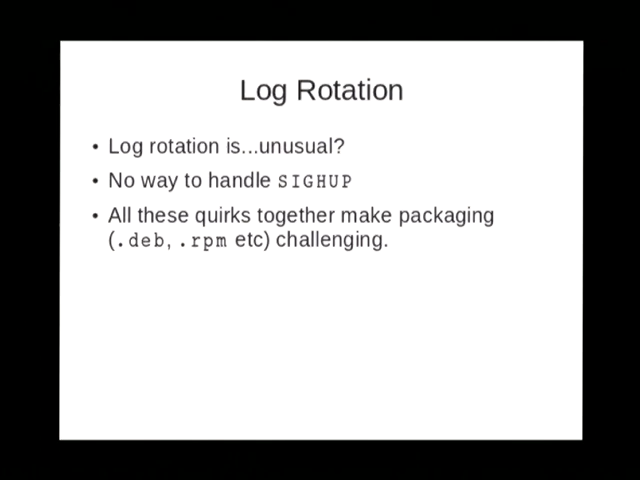 Log Rotation
• Log rotation is...unusual?
• No way to handle SIGHUP
• All these quirks together make packaging
(.deb, .rpm etc) challenging.